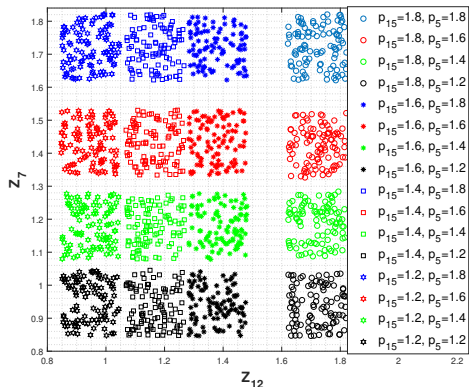 1.8
1.7
1.6
1.5
1.4
1.3
1.2
1.1
1
0.9
0.8
z7
0.8
1
1.2
1.4
1.6
1.8
2
2.2
z12
p15=1.8, p5=1.8
p15=1.8, p5=1.6
p15=1.8, p5=1.4
p15=1.8, p5=1.2
p15=1.6, p5=1.8
p15=1.6, p5=1.6
p15=1.6, p5=1.4
p15=1.6, p5=1.2
p15=1.4, p5=1.8
p15=1.4, p5=1.6
p15=1.4, p5=1.4
p15=1.4, p5=1.2
p15=1.2, p5=1.8
p15=1.2, p5=1.6
p15=1.2, p5=1.4
p15=1.2, p5=1.2